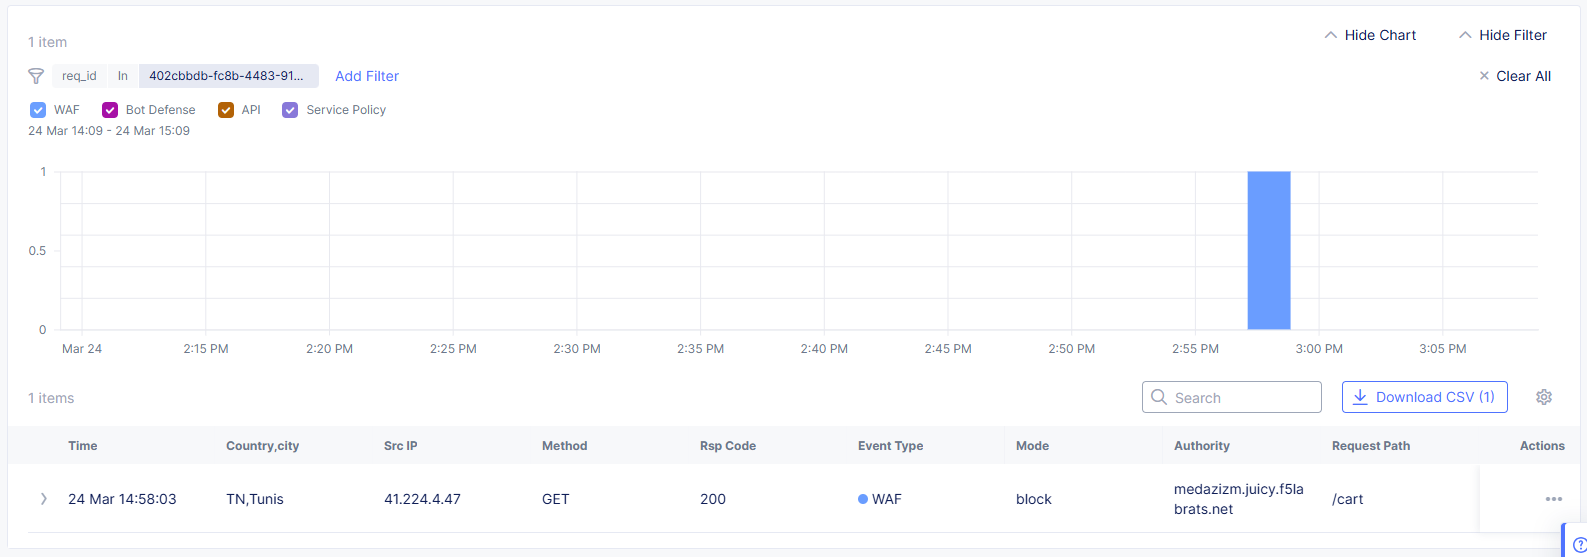 1 item
Hide Chart
Hide Filter
req_id In 402cbbdb-fc8b-4483-91... Add Filter
Clear All
WAF Bot Defense API Service Policy
24 Mar 14:09 - 24 Mar 15:09
1
0.5
0
Mar 24 2:15 PM 2:20 PM 2:25 PM 2:30 PM 2:35 PM 2:40 PM 2:45 PM 2:50 PM 2:55 PM 3:00 PM 3:05 PM
1 items
Search
Download CSV (1)
Time Country,city Src IP Method Rsp Code Event Type Mode Authority Request Path Actions
24 Mar 14:58:03 TN,Tunis 41.224.4.47 GET 200 WAF block medazizm.juicy.f5la
brats.net /cart